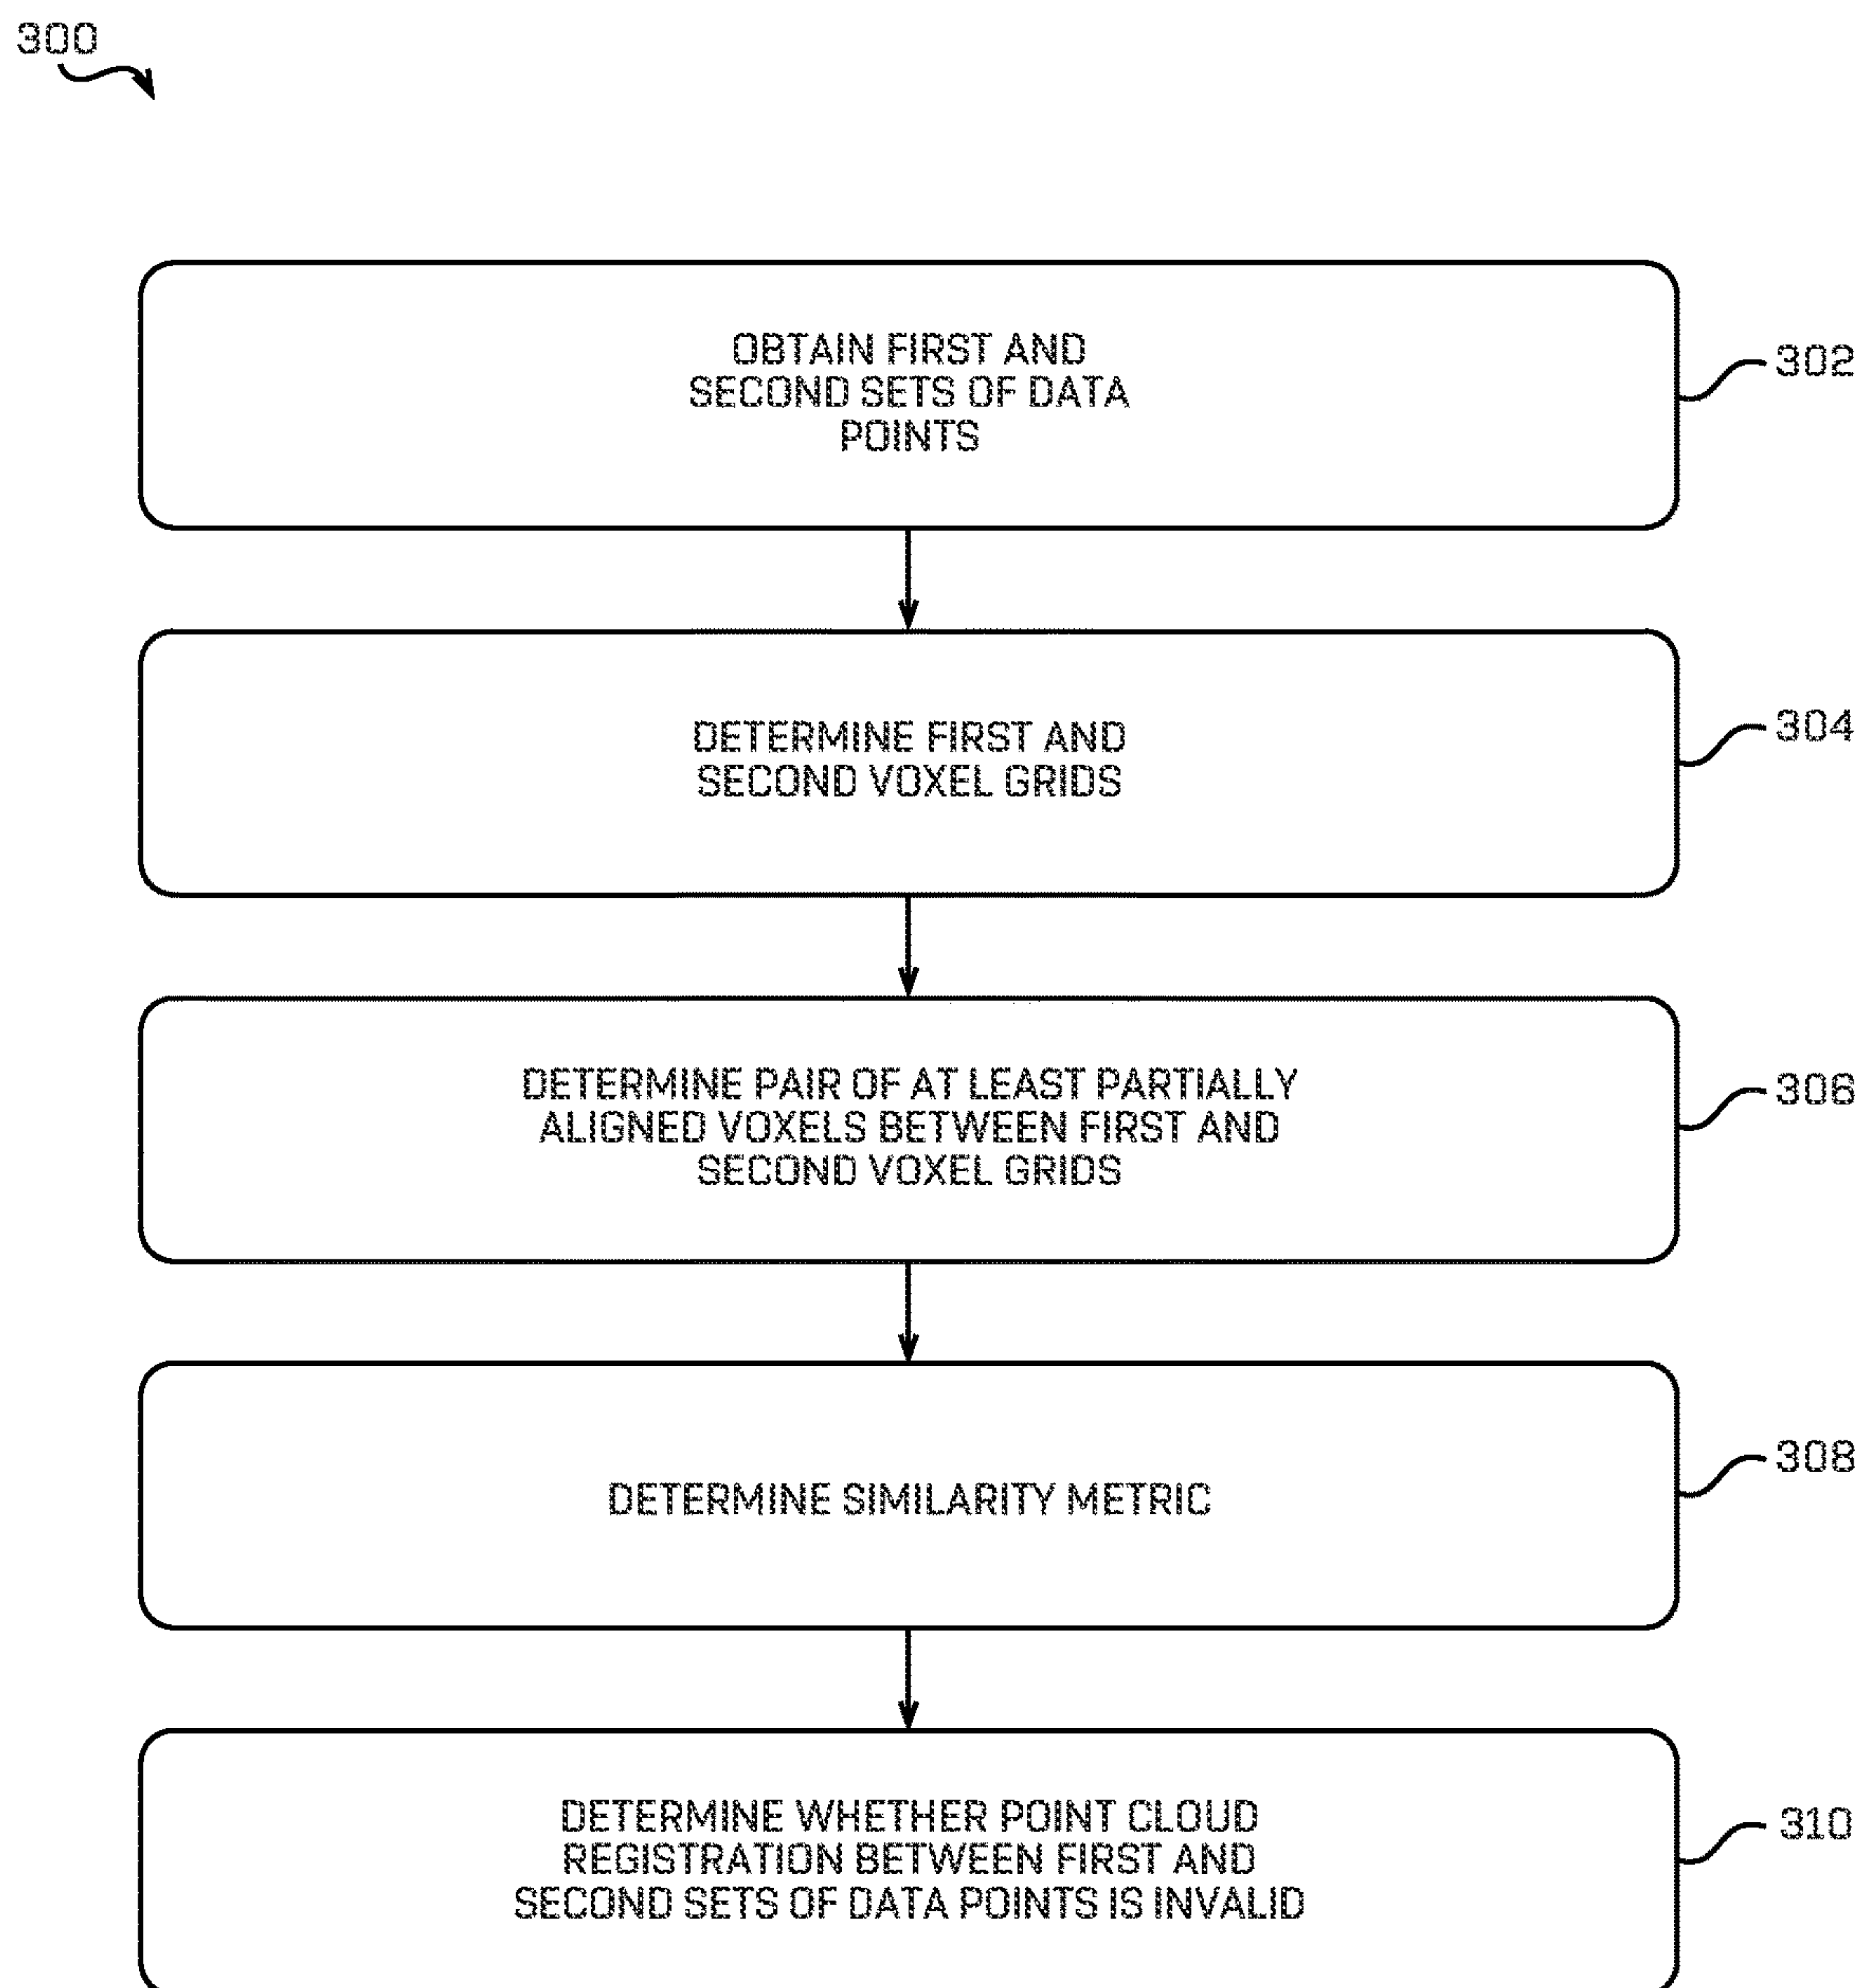 300
OBTAIN FIRST AND
SECOND SETS OF DATA
POINTS
302
DETERMINE FIRST AND
SECOND VOXEL GRIDS
304
DETERMINE PAIR OF AT LEAST PARTIALLY
ALIGNED VOXELS BETWEEN FIRST AND
SECOND VOXEL GRIDS
306
DETERMINE SIMILARITY METRIC
308
DETERMINE WHETHER POINT CLOUD
REGISTRATION BETWEEN FIRST AND
SECOND SETS OF DATA POINTS IS INVALID
310